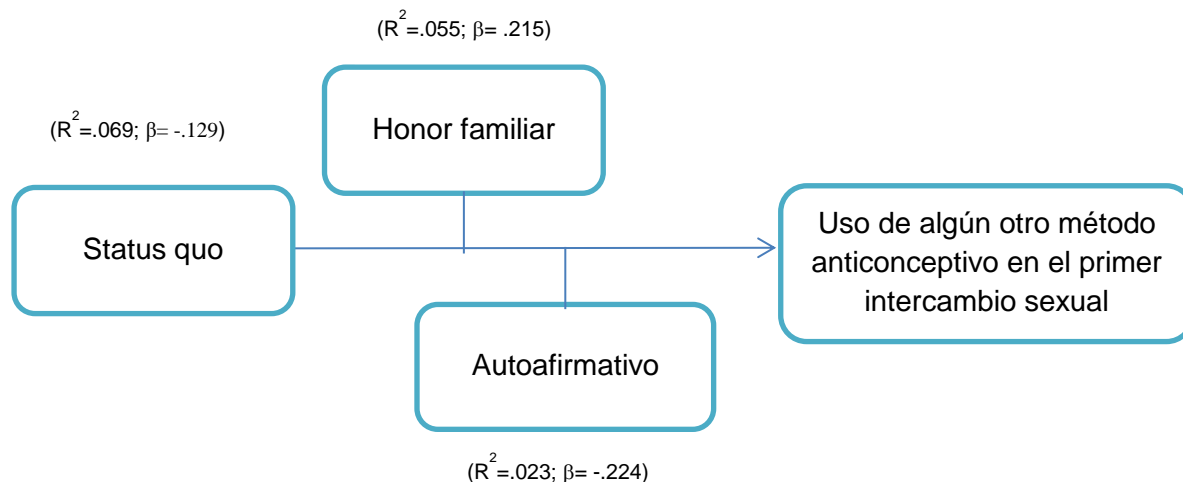 (R²=.055; β= .215)
Honor familiar
(R²=.069; β= -.129)
Status quo
Uso de algún otro método
anticonceptivo en el primer
intercambio sexual
Autoafirmativo
(R²=.023; β= -.224)